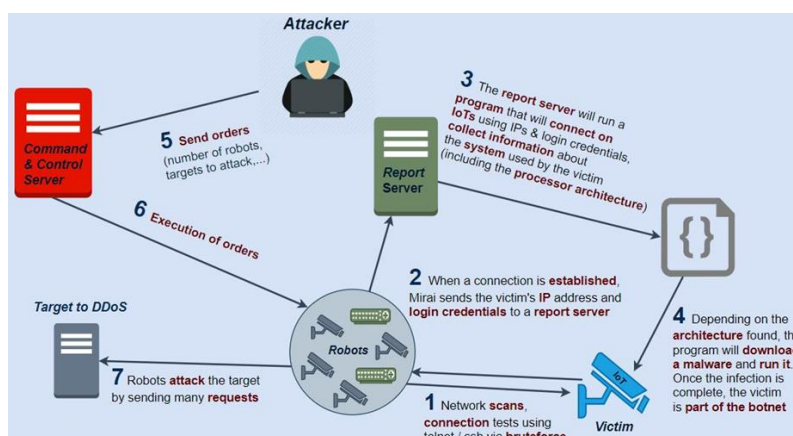 Attacker
Command
& Control
Server
5 Send orders
(number of robots,
targets to attack,...)
Report
Server
3 The report server will run a
program that will connect on
IoTs using IPs & login credentials,
collect information about
the system used by the victim
(including the processor architecture)
{}
6 Execution of orders
2 When a connection is established,
Mirai sends the victim's IP address and
login credentials to a report server
Target to DDoS
Robots
4 Depending on the
architecture found,
program will download
a malware and run it.
Once the infection is
complete, the victim
is part of the botnet
IoT
Victim
7 Robots attack the target
by sending many requests
1 Network scans,
connection tests using
telnet / ssh via bruteforce